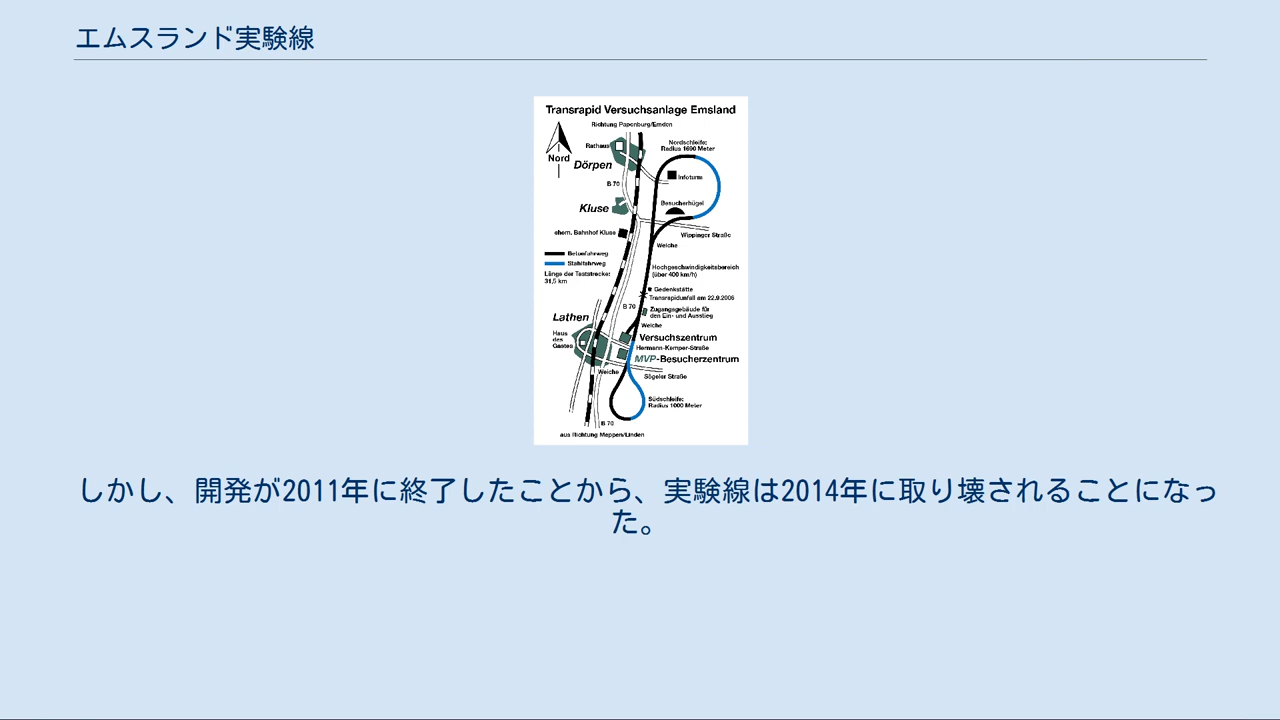 エムスランド実験線
Transrapid Versuchsanlage Emsland
Richtung Papenburg/Emden
Nord
Rathaus
Dörpen
Nordschleife:
Radius 1690 Meter
Infoturm
B 70
Kluse
Besucherhügel
ehem. Bahnhof Kluse
Wippinger Straße
Weiche
Betonfahrweg
Stahlfahrweg
Länge der Teststrecke:
31,5 km
Hochgeschwindigkeitsbereich
(über 400 km/h)
Gedenkstätte
Transrapidunfall am 22.9.2006
B 70
Zugangsgebäude für
den Ein- und Ausstieg
Lathen
Weiche
Haus
des
Gastes
Versuchszentrum
Hermann-Kemper-Straße
MVP-Besucherzentrum
Weiche
Sögeler Straße
Südschleife:
Radius 1000 Meter
B 70
aus Richtung Meppen/Linden
しかし、開発が2011年に終了したことから、実験線は2014年に取り壊されることになっ
た。